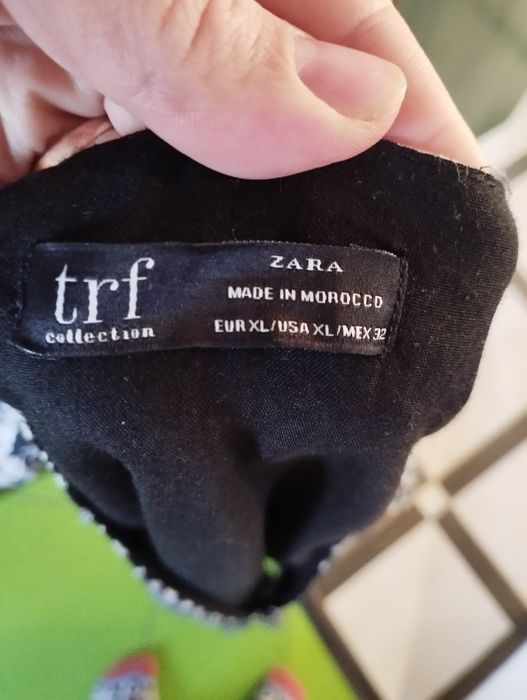 trf
collection
ZARA
MADE IN MOROCCO
EUR XL/USA XL/MEX 32